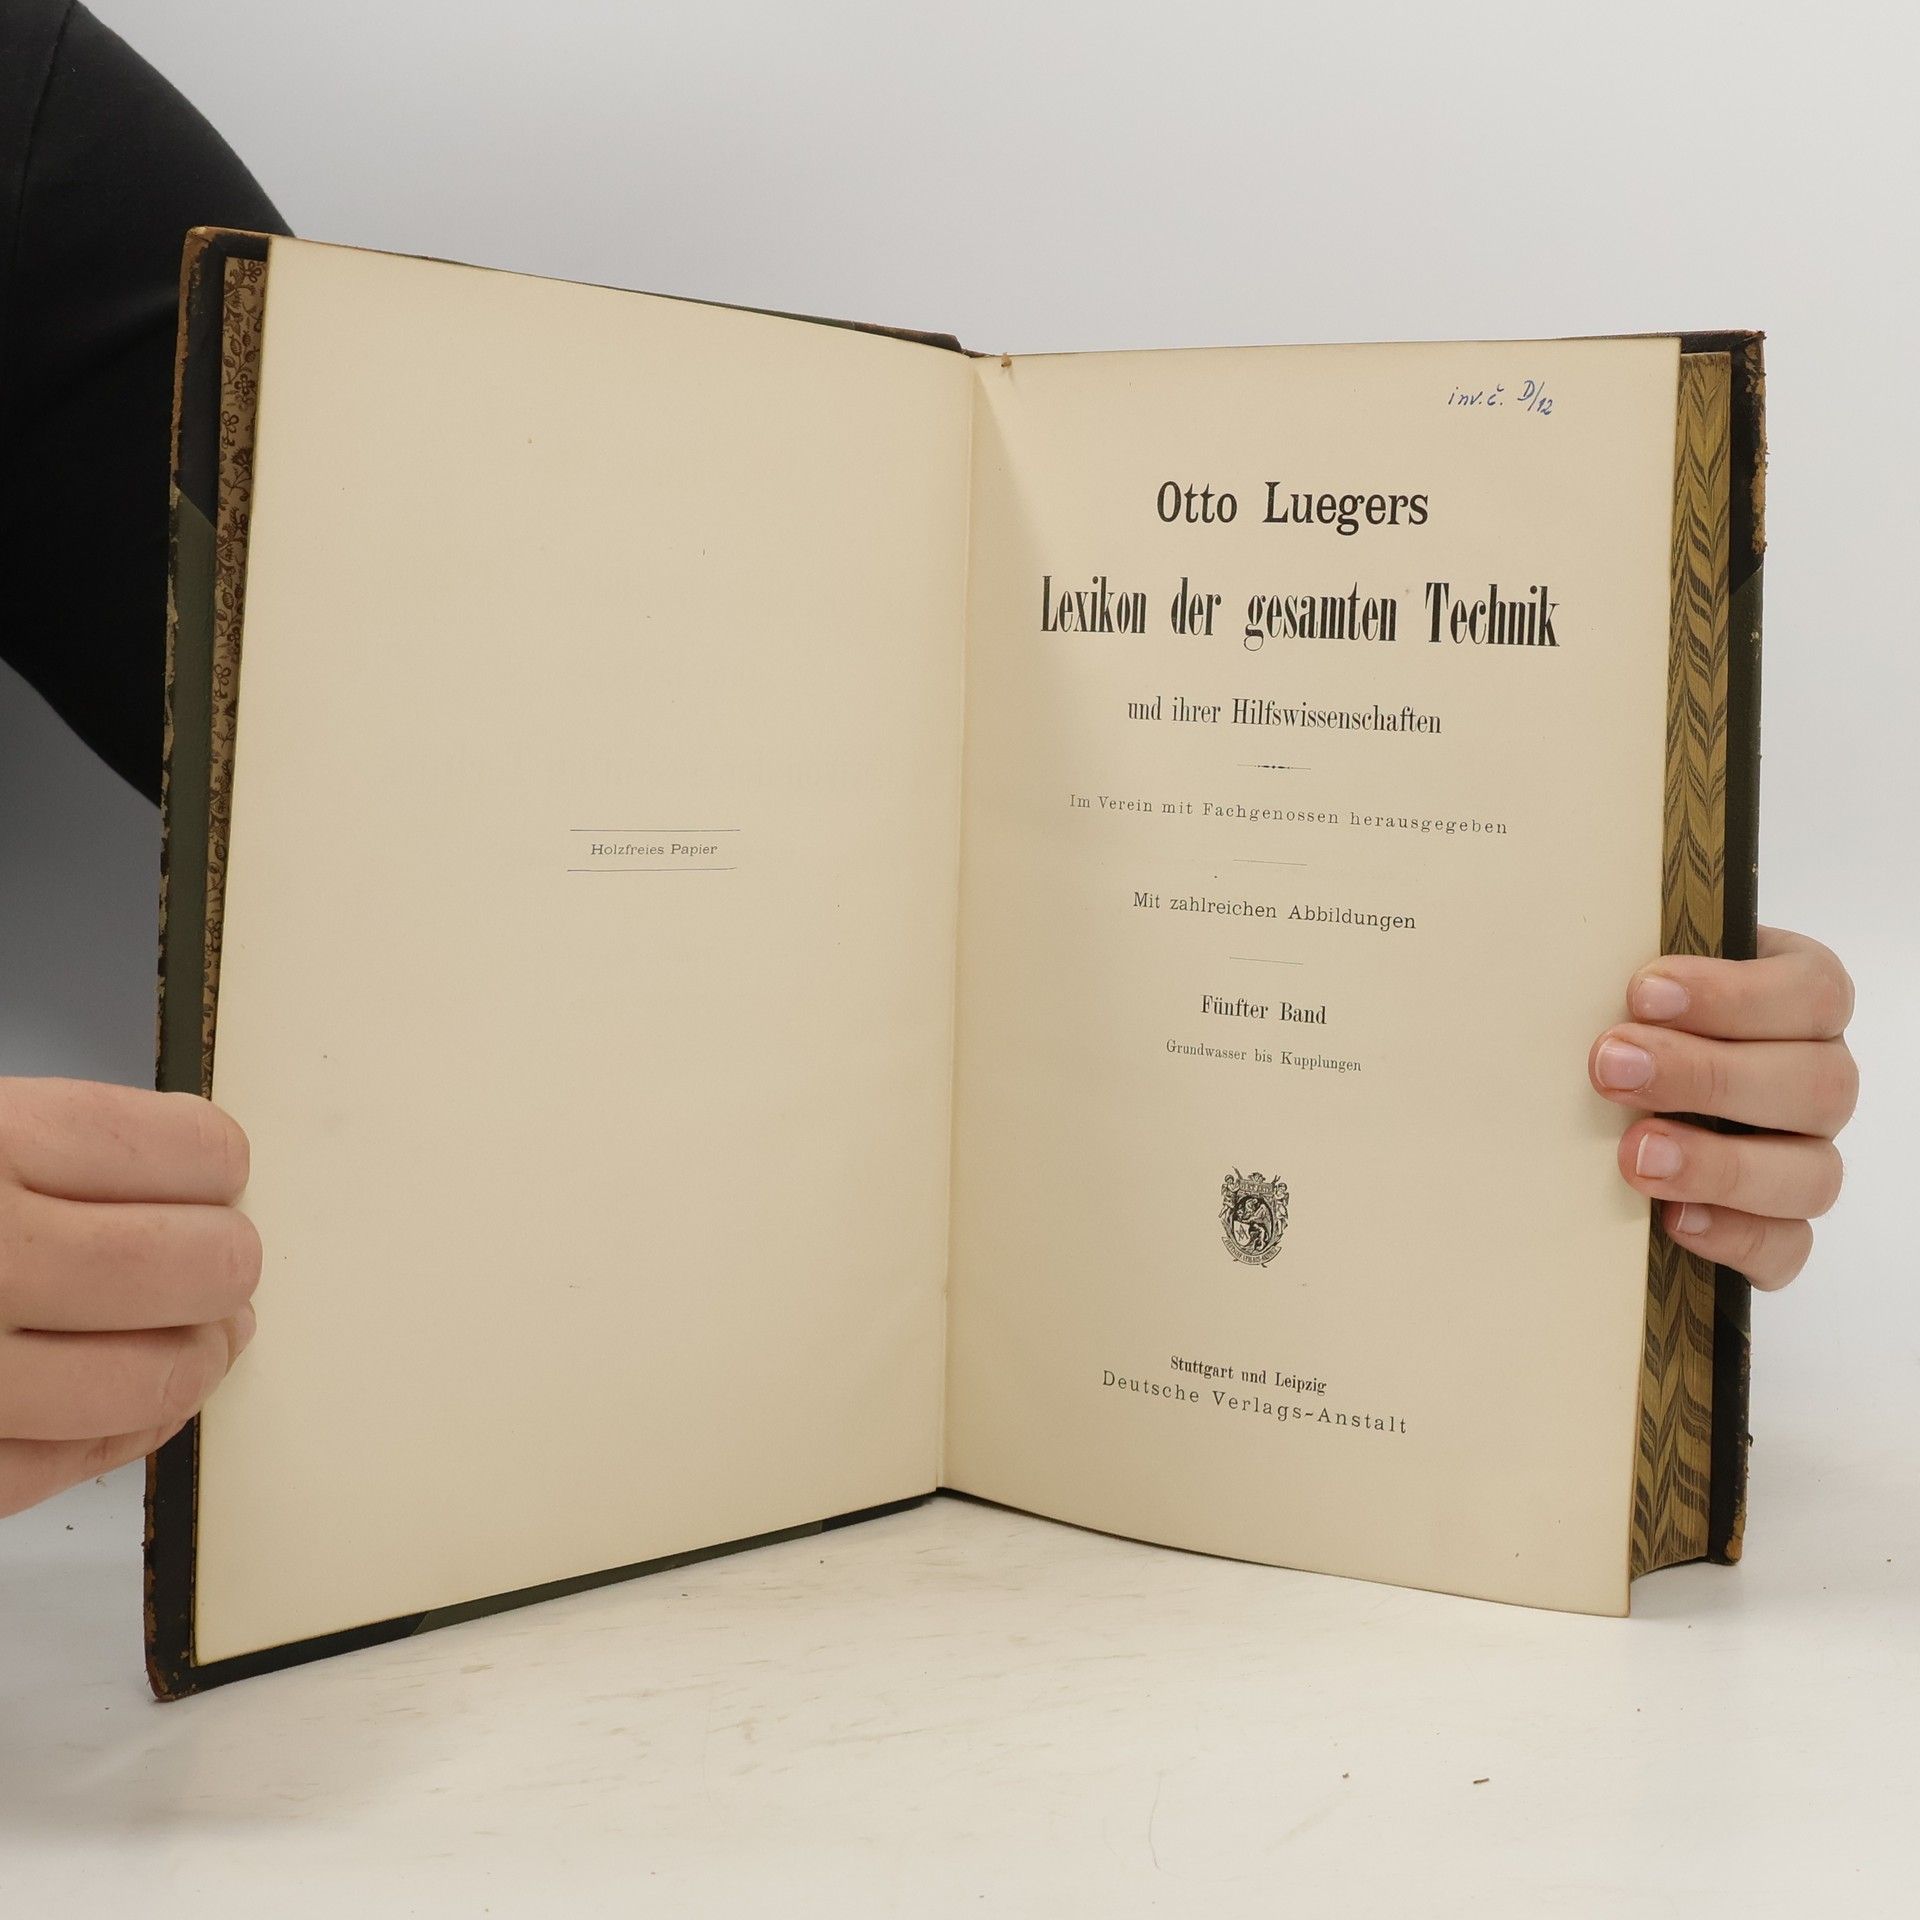 Holzfreies Papier
inv.č. D/12
Otto Luegers
Lexikon der gesamten Technik
und ihrer Hilfswissenschaften
Im Verein mit Fachgenossen herausgegeben
Mit zahlreichen Abbildungen
Fünfter Band
Grundwasser bis Kupplungen
Stuttgart und Leipzig
Deutsche Verlags-Anstalt